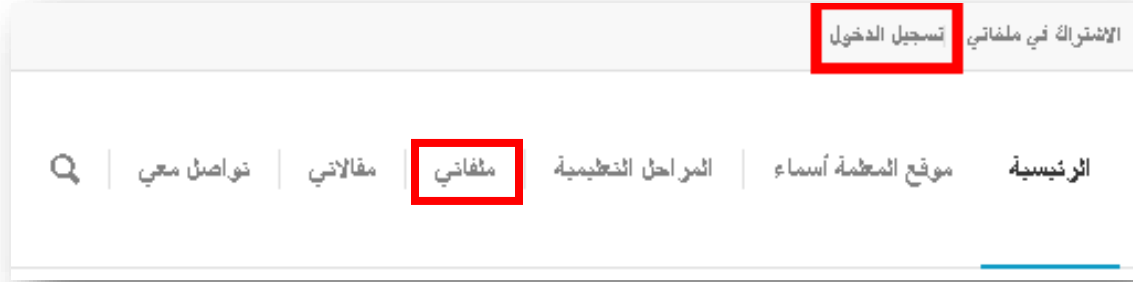 الاشتراك في ملفاتي تسجيل الدخول
الرئيسية موقع المعلمة أسماء المراحل التعليمية ملفاتي مقالاتي تواصل معي